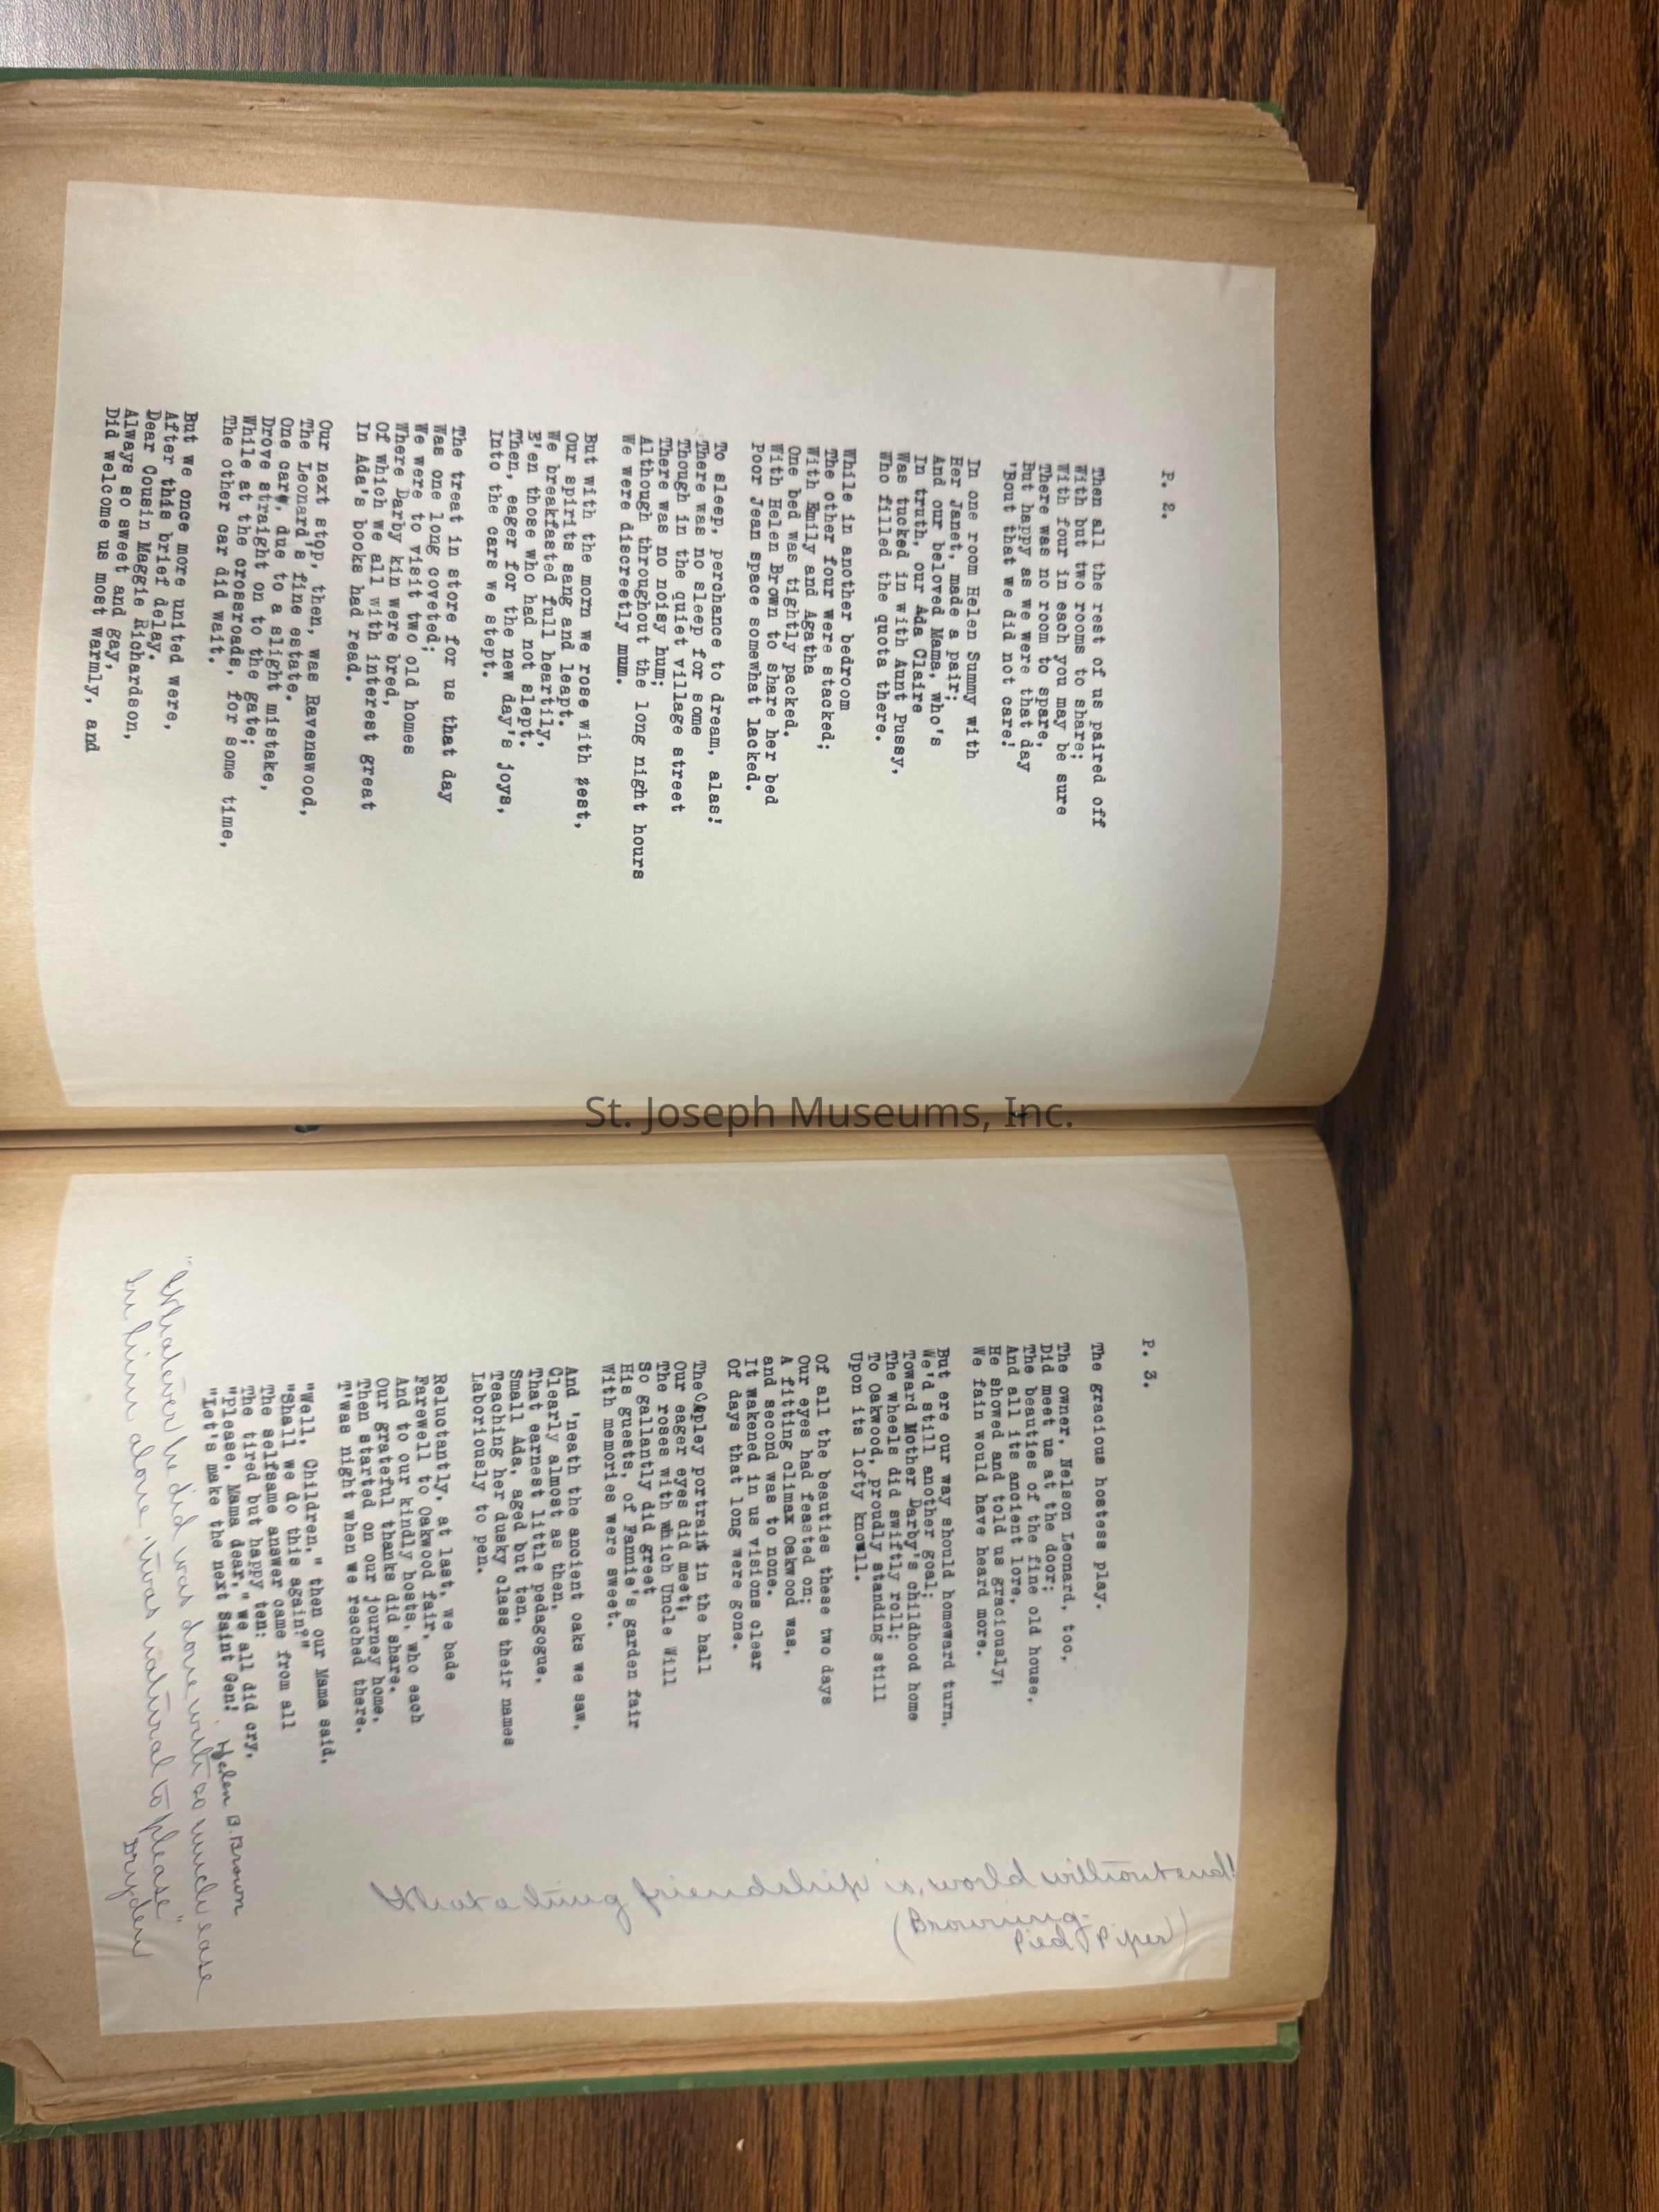 P. 2.
Then all the rest of us paired off
With but two rooms to share;
With four in each you may be sure
There was no room to spare,
But happy as we were that day
'Bout that we did not care!
In one room Helen Summy with
Her Janet, made a pair;
And our beloved Mama, who's
In truth, our Ada Claire
Was tucked in with Aunt Pussy,
Who filled the quota there.
While in another bedroom
The other four were stacked;
With Emily and Agatha
One bed was tightly packed.
With Helen Brown to share her bed
Poor Jean space somewhat lacked.
To sleep, perchance to dream, alas!
There was no sleep for some
Though in the quiet village street
There was no noisy hum;
Although throughout the long night hours
We were discreetly mum.
But with the morn we rose with zest,
Our spirits sang and leapt.
We breakfasted full heartily,
E'en those who had not slept.
Then, eager for the new day's joys,
Into the cars we stept.
The treat in store for us that day
Was one long coveted;
We were to visit two old homes
Where Darby kin were bred,
Of which we all with interest great
In Ada's books had read.
Our next stop, then, was Ravenswood,
The Leonard's fine estate.
One car, due to a slight mistake,
Drove straight on to the gate;
While at the crossroads, for some time,
The other car did wait.
But we once more united were,
After this brief delay.
Dear Cousin Maggie Richardson,
Always so sweet and gay,
Did welcome us most warmly, and
P. 3.
The gracious hostess play.
The owner, Nelson Leonard, too,
Did meet us at the door;
The beauties of the fine old house,
And all its ancient lore,
He showed and told us graciously;
We fain would have heard more.
But ere our way should homeward turn,
We'd still another goal;
Toward Mother Darby's childhood home
The wheels did swiftly roll;
To Oakwood, proudly standing still
Upon its lofty knowll.
Of all the beauties these two days
Our eyes had feasted on;
A fitting climax Oakwood was,
and second was to none.
It wakened in us visions clear
Of days that long were gone.
The Copley portrait in the hall
Our eager eyes did meet;
The roses with which Uncle Will
So gallantly did greet
His guests, of Fannie's garden fair
With memories were sweet.
And 'neath the ancient oaks we saw,
Clearly almost as then,
That earnest little pedagogue,
Small Ada, aged but ten,
Teaching her dusky class their names
Laboriously to pen.
Reluctantly, at last, we bade
Farewell to Oakwood fair,
And to our kindly hosts, who each
Our grateful thanks did share.
Then started on our journey home,
T'was night when we reached there.
"Well, Children," then our Mama said,
"Shall we do this again?"
The selfsame answer came from all
The tired but happy ten:
"Please, Mama dear," we all did cry,
"Let's make the next Saint Gen!
Helen B. Brown
"Whatever he did was done with so much ease
In him alone, 'twas natural to please"
Dryden
What a thing friendship is, world without end!
(Browning-
Pied Piper)
St. Joseph Museums, Inc.